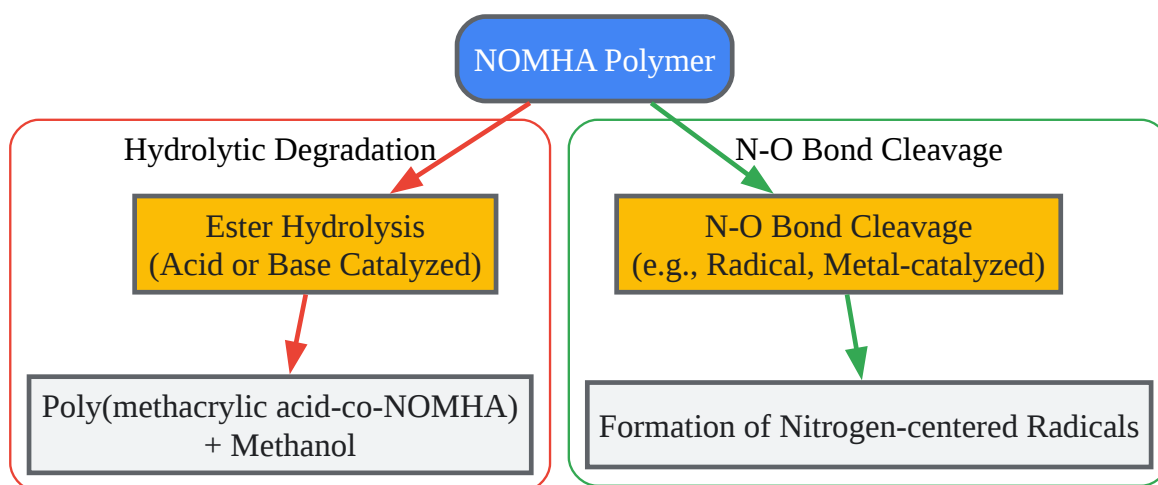 NOMHA Polymer
Hydrolytic Degradation
Ester Hydrolysis
(Acid or Base Catalyzed)
Poly(methacrylic acid-co-NOMHA)
+ Methanol
N-O Bond Cleavage
N-O Bond Cleavage
(e.g., Radical, Metal-catalyzed)
Formation of Nitrogen-centered Radicals